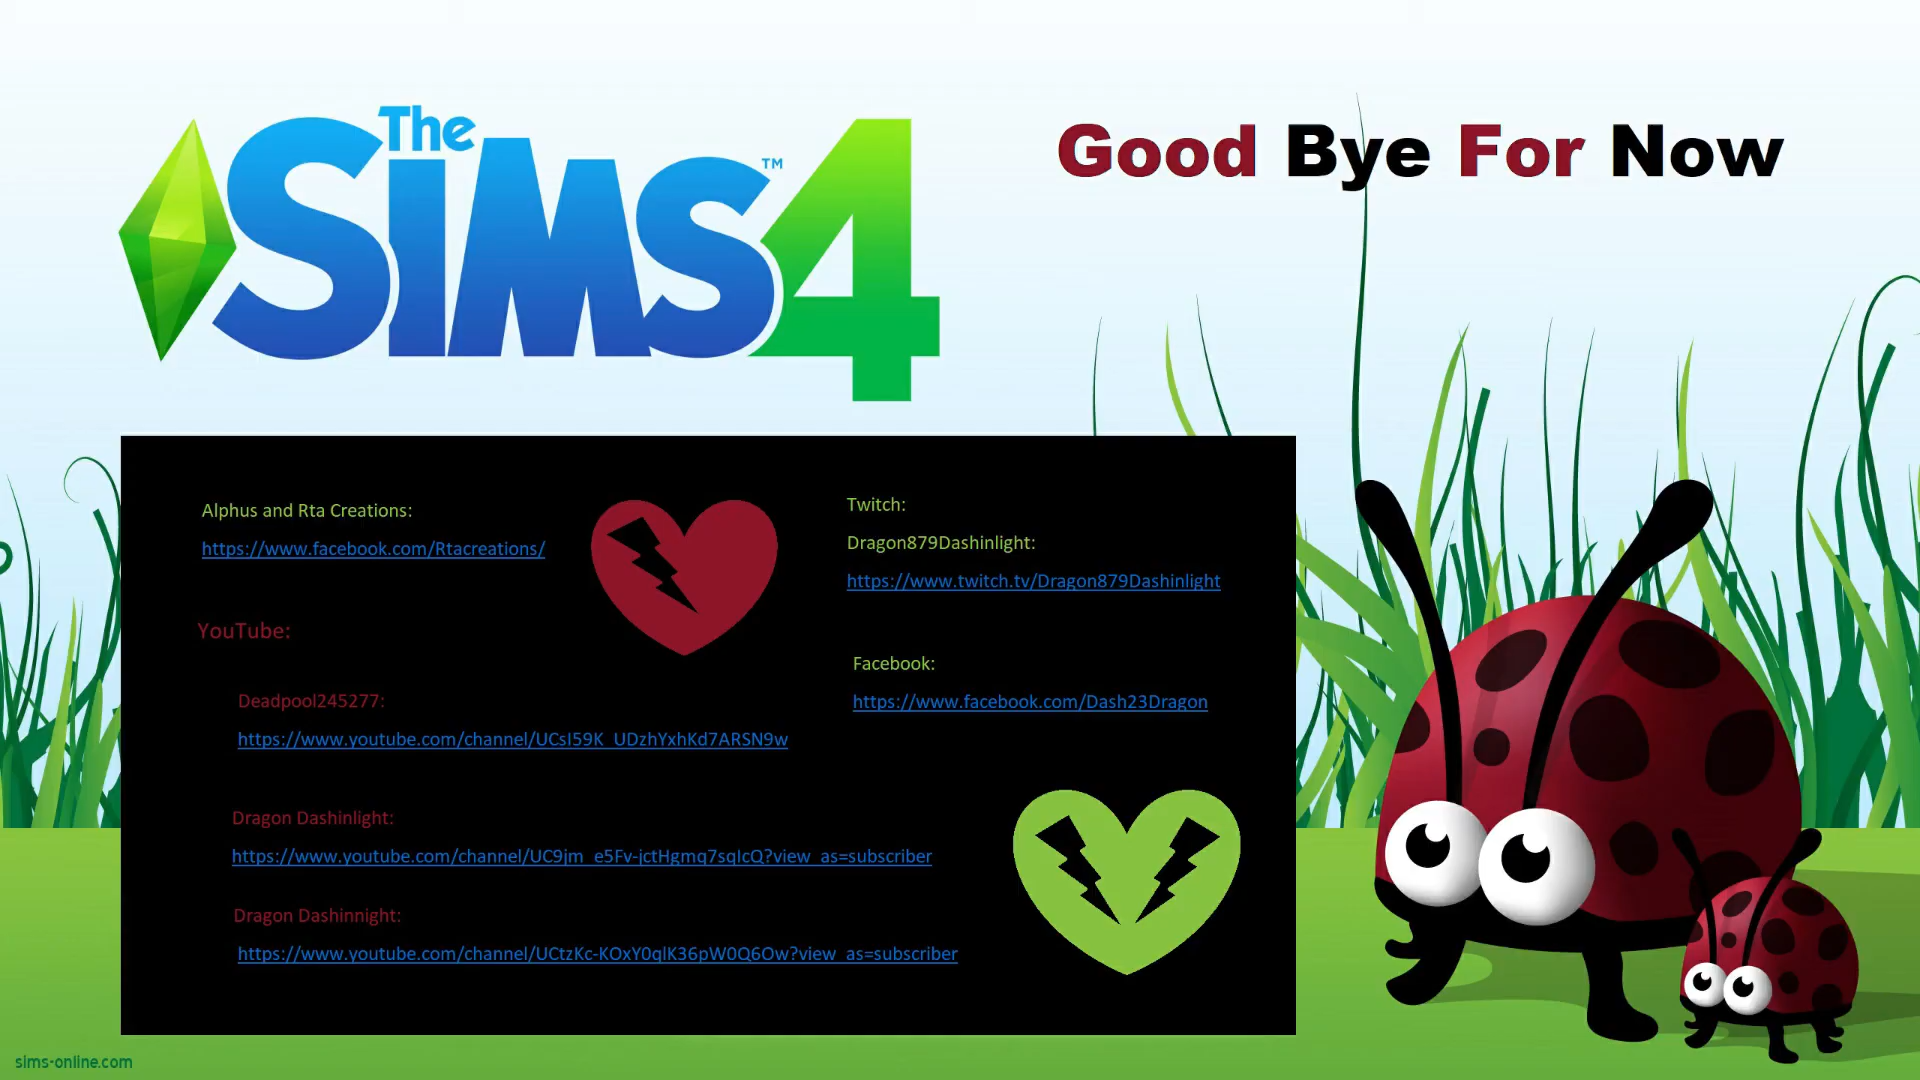 The
SIMS 4 ™
Good Bye For Now
Alphus and Rta Creations:
https://www.facebook.com/Rtacreations/
YouTube:
Deadpool245277:
https://www.youtube.com/channel/UCsI59K_UDzhYxhKd7ARSN9w
Dragon Dashinlight:
https://www.youtube.com/channel/UC9jm_e5Fv-jctHgmq7sqIcQ?view_as=subscriber
Dragon Dashinnight:
https://www.youtube.com/channel/UCtzKc-KOxY0qlK36pW0Q6Ow?view_as=subscriber
Twitch:
Dragon879Dashinlight:
https://www.twitch.tv/Dragon879Dashinlight
Facebook:
https://www.facebook.com/Dash23Dragon
sims-online.com